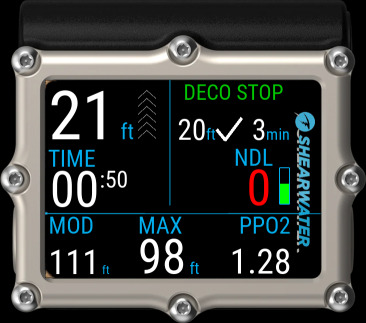 21 ft
DECO STOP
20ft 3min
TIME
00:50
NDL
0
SHEARWATER
MOD MAX PPO2
111 ft 98 ft 1.28